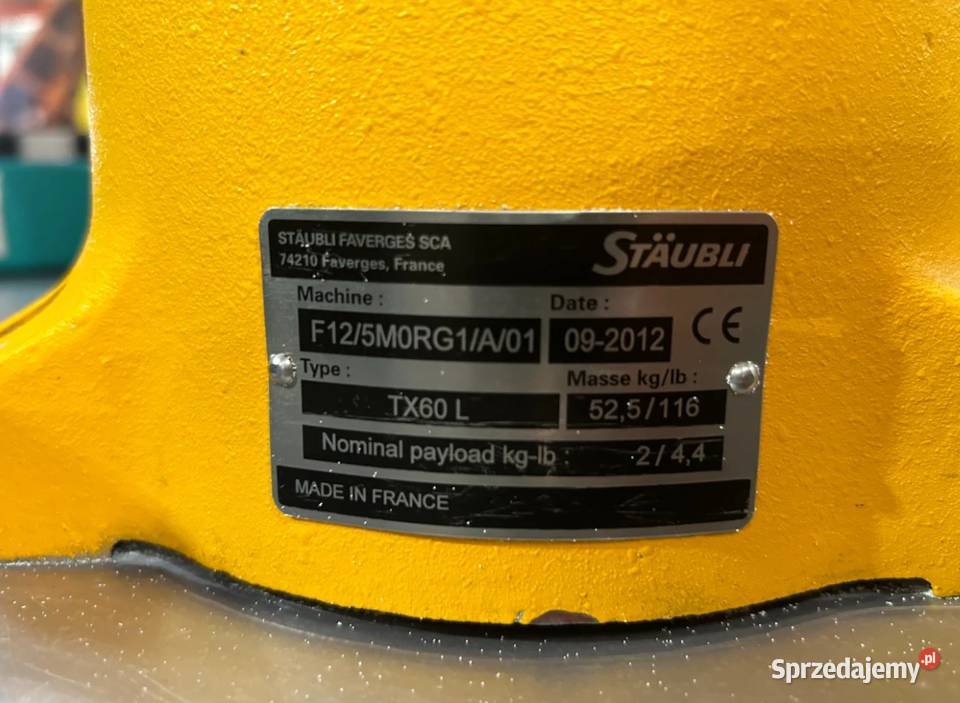 STÄUBLI FAVERGES SCA
74210 Faverges, France
STÄUBLI
Machine :
Date :
F12/5M0RG1/A/01
09-2012
CE
Type :
Masse kg/lb :
TX60 L
52,5/116
Nominal payload kg-lb :
2 / 4,4
MADE IN FRANCE
Sprzedajemy.pl